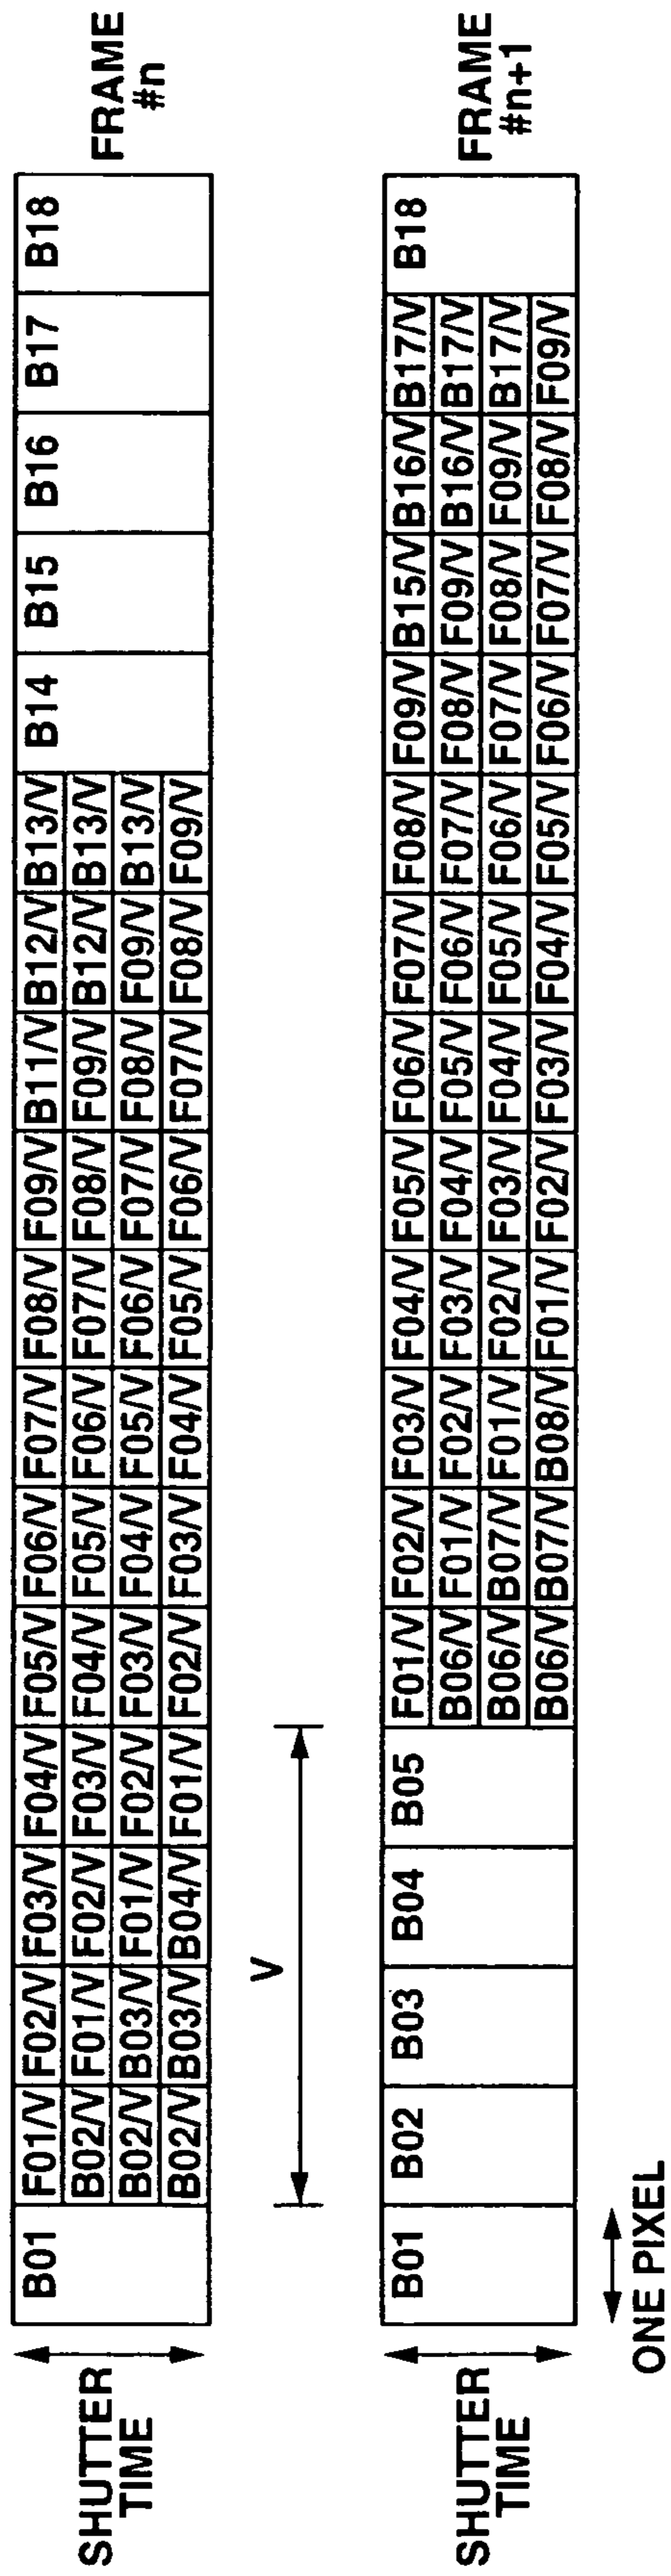 SHUTTER
TIME
B01 F01/V F02/V F03/V F04/V F05/V F06/V F07/V F08/V F09/V B11/V B12/V B13/V B14 B15 B16 B17 B18
B02/V F01/V F02/V F03/V F04/V F05/V F06/V F07/V F08/V F09/V B12/V B13/V
B02/V B03/V F01/V F02/V F03/V F04/V F05/V F06/V F07/V F08/V F09/V B13/V
B02/V B03/V B04/V F01/V F02/V F03/V F04/V F05/V F06/V F07/V F08/V F09/V
FRAME
#n
V
SHUTTER
TIME
B01 B02 B03 B04 B05 F01/V F02/V F03/V F04/V F05/V F06/V F07/V F08/V F09/V B15/V B16/V B17/V B18
B06/V F01/V F02/V F03/V F04/V F05/V F06/V F07/V F08/V F09/V B16/V B17/V
B06/V B07/V F01/V F02/V F03/V F04/V F05/V F06/V F07/V F08/V F09/V B17/V
B06/V B07/V B08/V F01/V F02/V F03/V F04/V F05/V F06/V F07/V F08/V F09/V
FRAME
#n+1
ONE PIXEL